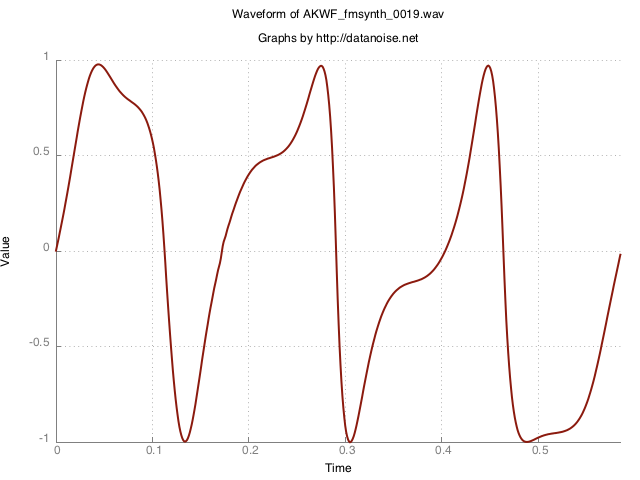 Waveform of AKWF_fmsynth_0019.wav
Graphs by http://datanoise.net
1
0.5
0
-0.5
-1
Value
0 0.1 0.2 0.3 0.4 0.5
Time